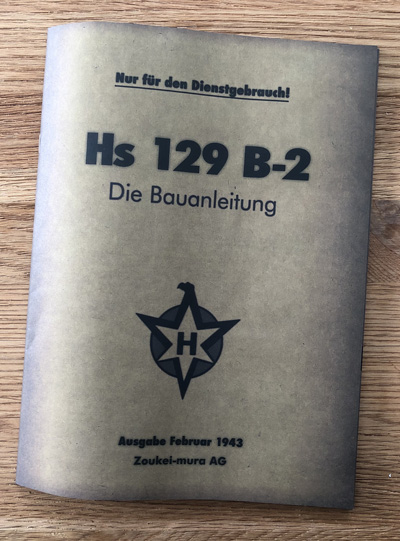 Nur für den Dienstgebrauch!
Hs 129 B-2
Die Bauanleitung
H
Ausgabe Februar 1943
Zoukei-mura AG